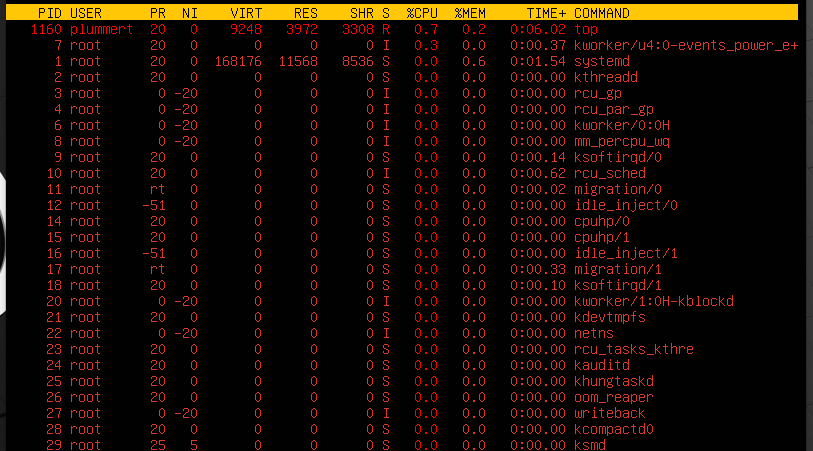 PID USER PR NI VIRT RES SHR S %CPU %MEM TIME+ COMMAND
1160 plummert 20 0 9248 3972 3308 R 0.7 0.2 0:06.02 top
7 root 20 0 0 0 0 I 0.3 0.0 0:00.37 kworker/u4:0-events_power_e+
1 root 20 0 168176 11568 8536 S 0.0 0.6 0:01.54 systemd
2 root 20 0 0 0 0 S 0.0 0.0 0:00.00 kthreadd
3 root 0 -20 0 0 0 I 0.0 0.0 0:00.00 rcu_gp
4 root 0 -20 0 0 0 I 0.0 0.0 0:00.00 rcu_par_gp
6 root 0 -20 0 0 0 I 0.0 0.0 0:00.00 kworker/0:0H
8 root 0 -20 0 0 0 I 0.0 0.0 0:00.00 mm_percpu_wq
9 root 20 0 0 0 0 S 0.0 0.0 0:00.14 ksoftirqd/0
10 root 20 0 0 0 0 I 0.0 0.0 0:00.62 rcu_sched
11 root rt 0 0 0 0 S 0.0 0.0 0:00.02 migration/0
12 root -51 0 0 0 0 S 0.0 0.0 0:00.00 idle_inject/0
14 root 20 0 0 0 0 S 0.0 0.0 0:00.00 cpuhp/0
15 root 20 0 0 0 0 S 0.0 0.0 0:00.00 cpuhp/1
16 root -51 0 0 0 0 S 0.0 0.0 0:00.00 idle_inject/1
17 root rt 0 0 0 0 S 0.0 0.0 0:00.33 migration/1
18 root 20 0 0 0 0 S 0.0 0.0 0:00.10 ksoftirqd/1
20 root 0 -20 0 0 0 I 0.0 0.0 0:00.00 kworker/1:0H-kblockd
21 root 20 0 0 0 0 S 0.0 0.0 0:00.00 kdevtmpfs
22 root 0 -20 0 0 0 I 0.0 0.0 0:00.00 netns
23 root 20 0 0 0 0 S 0.0 0.0 0:00.00 rcu_tasks_kthre
24 root 20 0 0 0 0 S 0.0 0.0 0:00.00 kauditd
25 root 20 0 0 0 0 S 0.0 0.0 0:00.00 khungtaskd
26 root 20 0 0 0 0 S 0.0 0.0 0:00.00 oom_reaper
27 root 0 -20 0 0 0 I 0.0 0.0 0:00.00 writeback
28 root 20 0 0 0 0 S 0.0 0.0 0:00.00 kcompactd0
29 root 25 5 0 0 0 S 0.0 0.0 0:00.00 ksmd